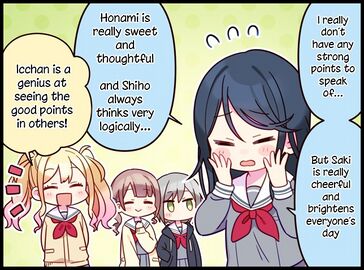 I really
don't
have any
strong
points to
speak
of...
But Saki
is really
cheerful
and
brightens
everyone's
day
Honami is
really sweet
and
thoughtful
and Shiho
always
thinks very
logically...
Icchan is a
genius at
seeing the
good points
in others!